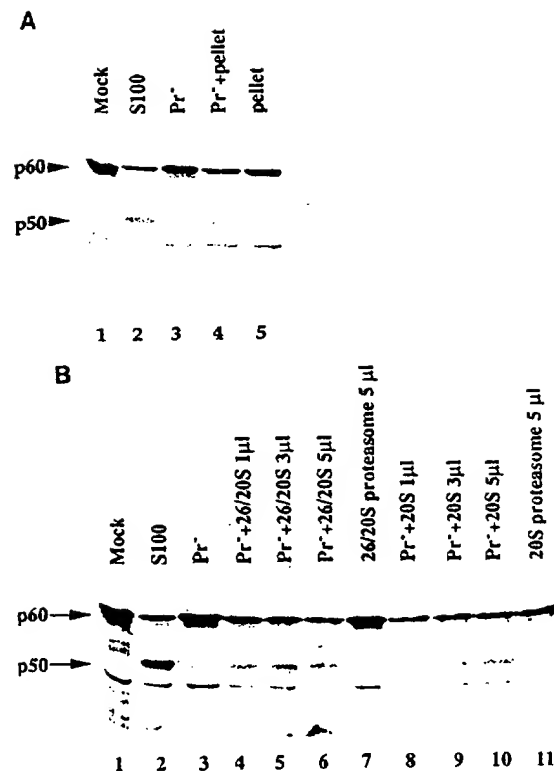 A
Mock
S100
Pr⁻
Pr⁻+pellet
pellet
p60
p50
1 2 3 4 5
B
Mock
S100
Pr⁻
Pr⁻+26/20S 1μl
Pr⁻+26/20S 3μl
Pr⁻+26/20S 5μl
26/20S proteasome 5 μl
Pr⁻+20S 1μl
Pr⁻+20S 3μl
Pr⁻+20S 5μl
20S proteasome 5 μl
p60
p50
1 2 3 4 5 6 7 8 9 10 11